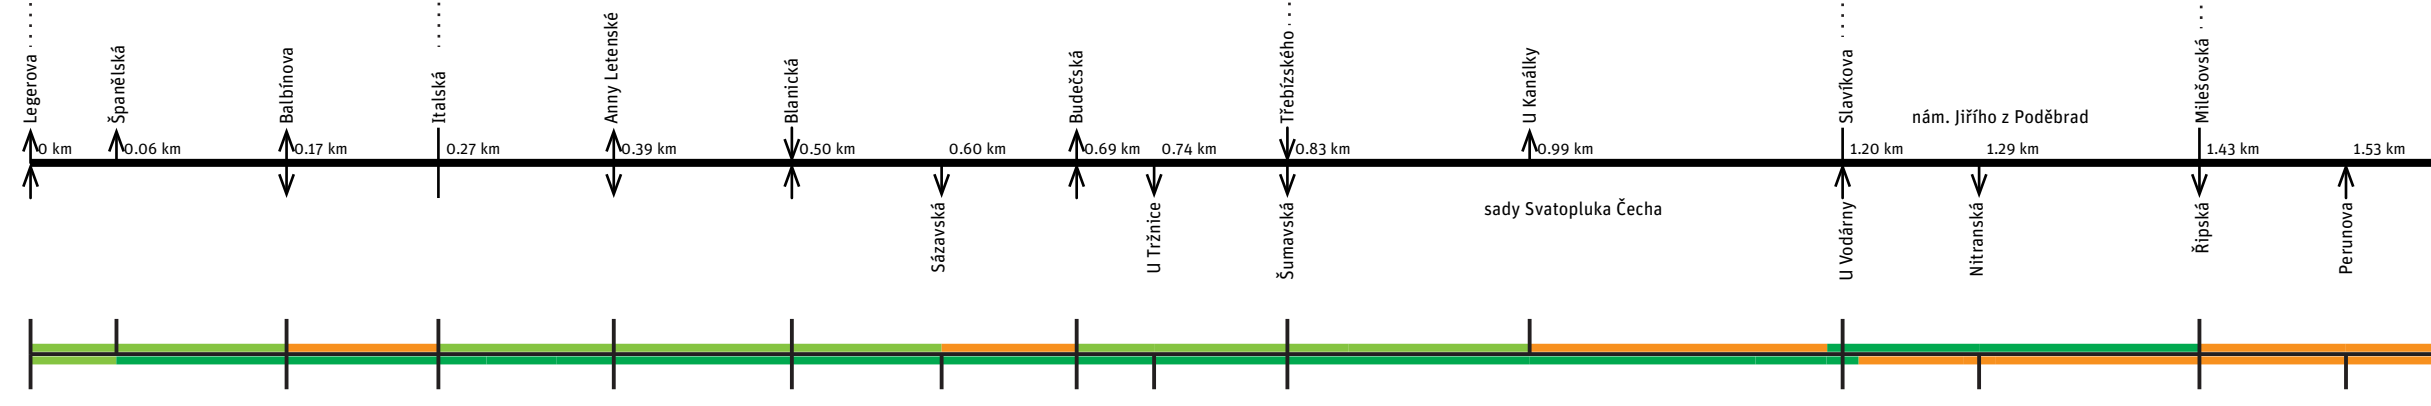 Legerova
Španělská
Balbínova
Italská
Anny Letenské
Blanická
Budečská
Třebízského
U Kanálky
Slavíkova
nám. Jiřího z Poděbrad
Milešovská
0 km
0.06 km
0.17 km
0.27 km
0.39 km
0.50 km
0.60 km
0.69 km
0.74 km
0.83 km
0.99 km
1.20 km
1.29 km
1.43 km
1.53 km
Sázavská
U Tržnice
Šumavská
sady Svatopluka Čecha
U Vodárny
Nitranská
Řipská
Perunova